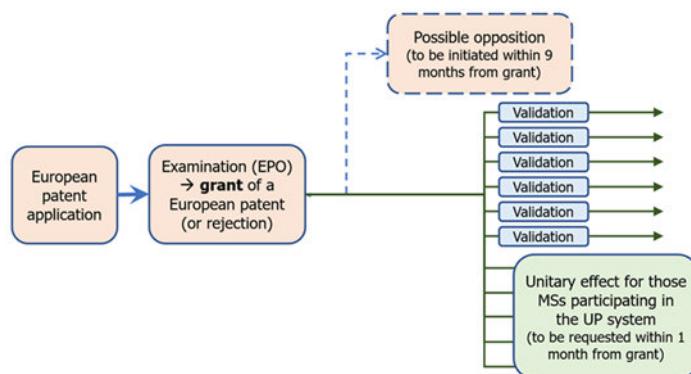 Possible opposition
(to be initiated within 9
months from grant)
Validation
Validation
Validation
Validation
Validation
Validation
European
patent
application
Examination (EPO)
→ grant of a
European patent
(or rejection)
Unitary effect for those
MSs participating in
the UP system
(to be requested within 1
month from grant)